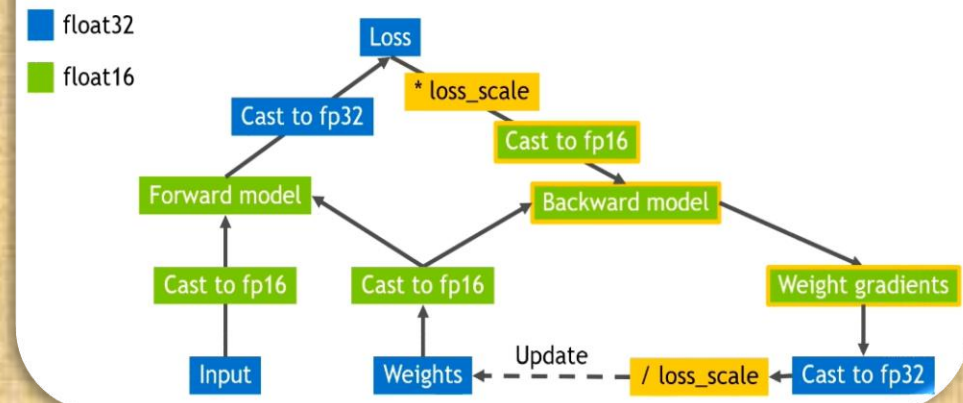 float32
float16
Loss
* loss_scale
Cast to fp32
Cast to fp16
Forward model
Backward model
Cast to fp16
Cast to fp16
Weight gradients
Input
Weights
Update
/ loss_scale
Cast to fp32